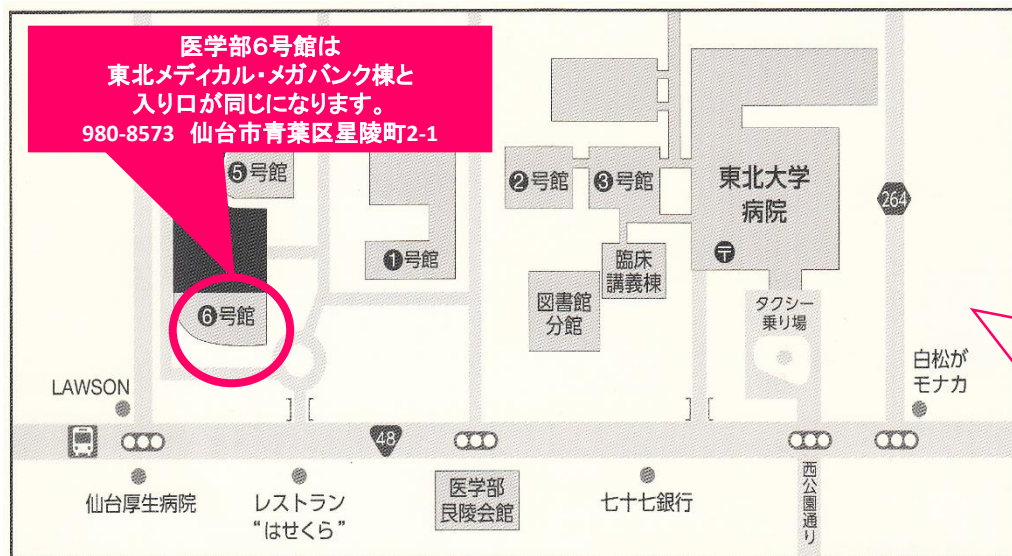 医学部6号館は
東北メディカル・メガバンク棟と
入り口が同じになります。
980-8573 仙台市青葉区星陵町2-1
❺号館
❷号館
❸号館
東北大学
病院
264
❶号館
臨床
講義棟
〒
❻号館
図書館
分館
タクシー
乗り場
LAWSON
白松が
モナカ
48
仙台厚生病院
レストラン
“はせくら”
医学部
艮陵会館
七十七銀行
西公園通り